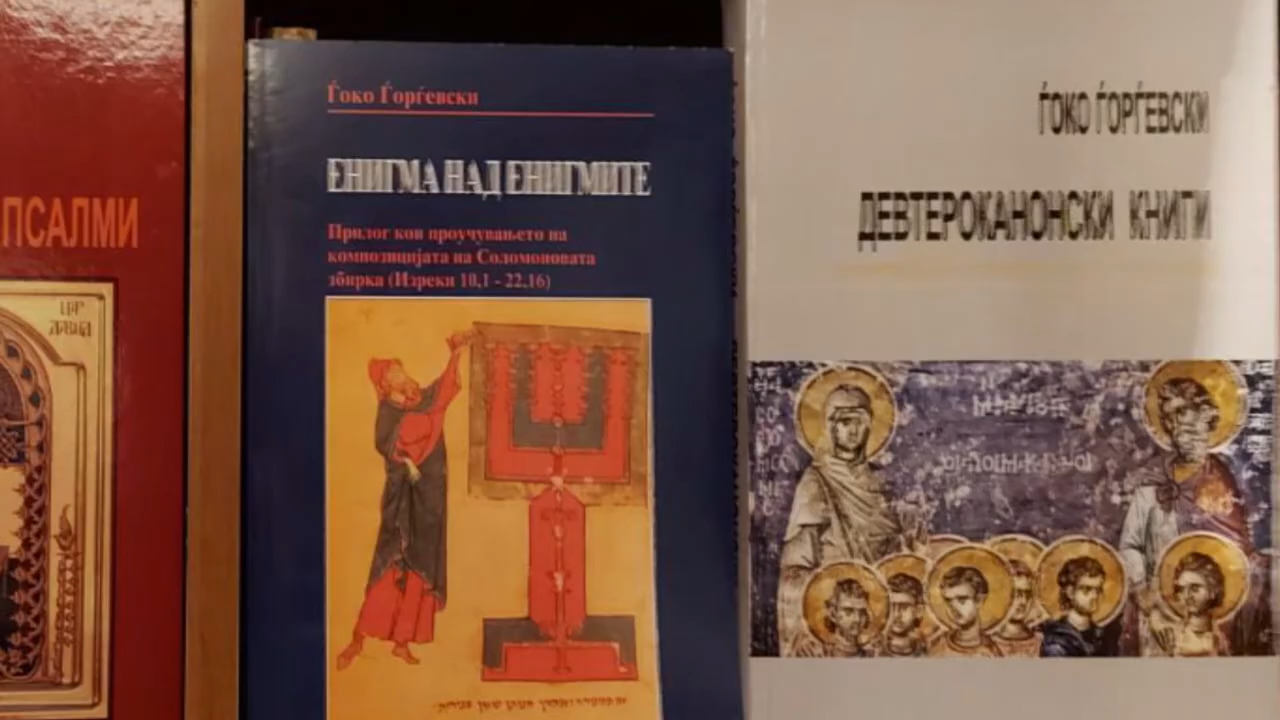 ПСАЛМИ
ЦАР
ДАВИД
Ѓоко Ѓорѓевски
ЕНИГМА НАД ЕНИГМИТЕ
Прилог кон проучувањето на
композицијата на Соломоновата
збирка (Изреки 10,1 - 22,16)
ЃОКО ЃОРЃЕВСКИ
ДЕВТЕРОКАНОНСКИ КНИГИ